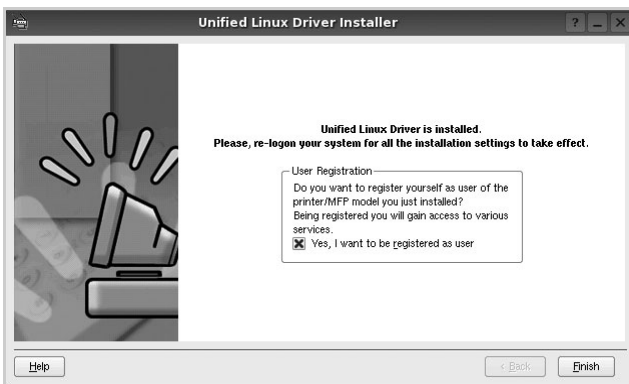 Unified Linux Driver Installer
? _ X
Unified Linux Driver is installed.
Please, re-logon your system for all the installation settings to take effect.
User Registration
Do you want to register yourself as user of the
printer/MFP model you just installed?
Being registered you will gain access to various
services.
Yes, I want to be registered as user
Help
< Back
Finish